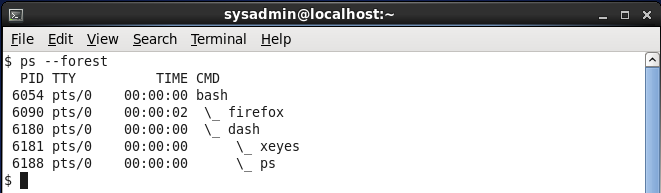 sysadmin@localhost:~
File Edit View Search Terminal Help
$ ps --forest
  PID TTY          TIME CMD
 6054 pts/0    00:00:00 bash
 6090 pts/0    00:00:02  \_ firefox
 6180 pts/0    00:00:00  \_ dash
 6181 pts/0    00:00:00      \_ xeyes
 6188 pts/0    00:00:00      \_ ps
$